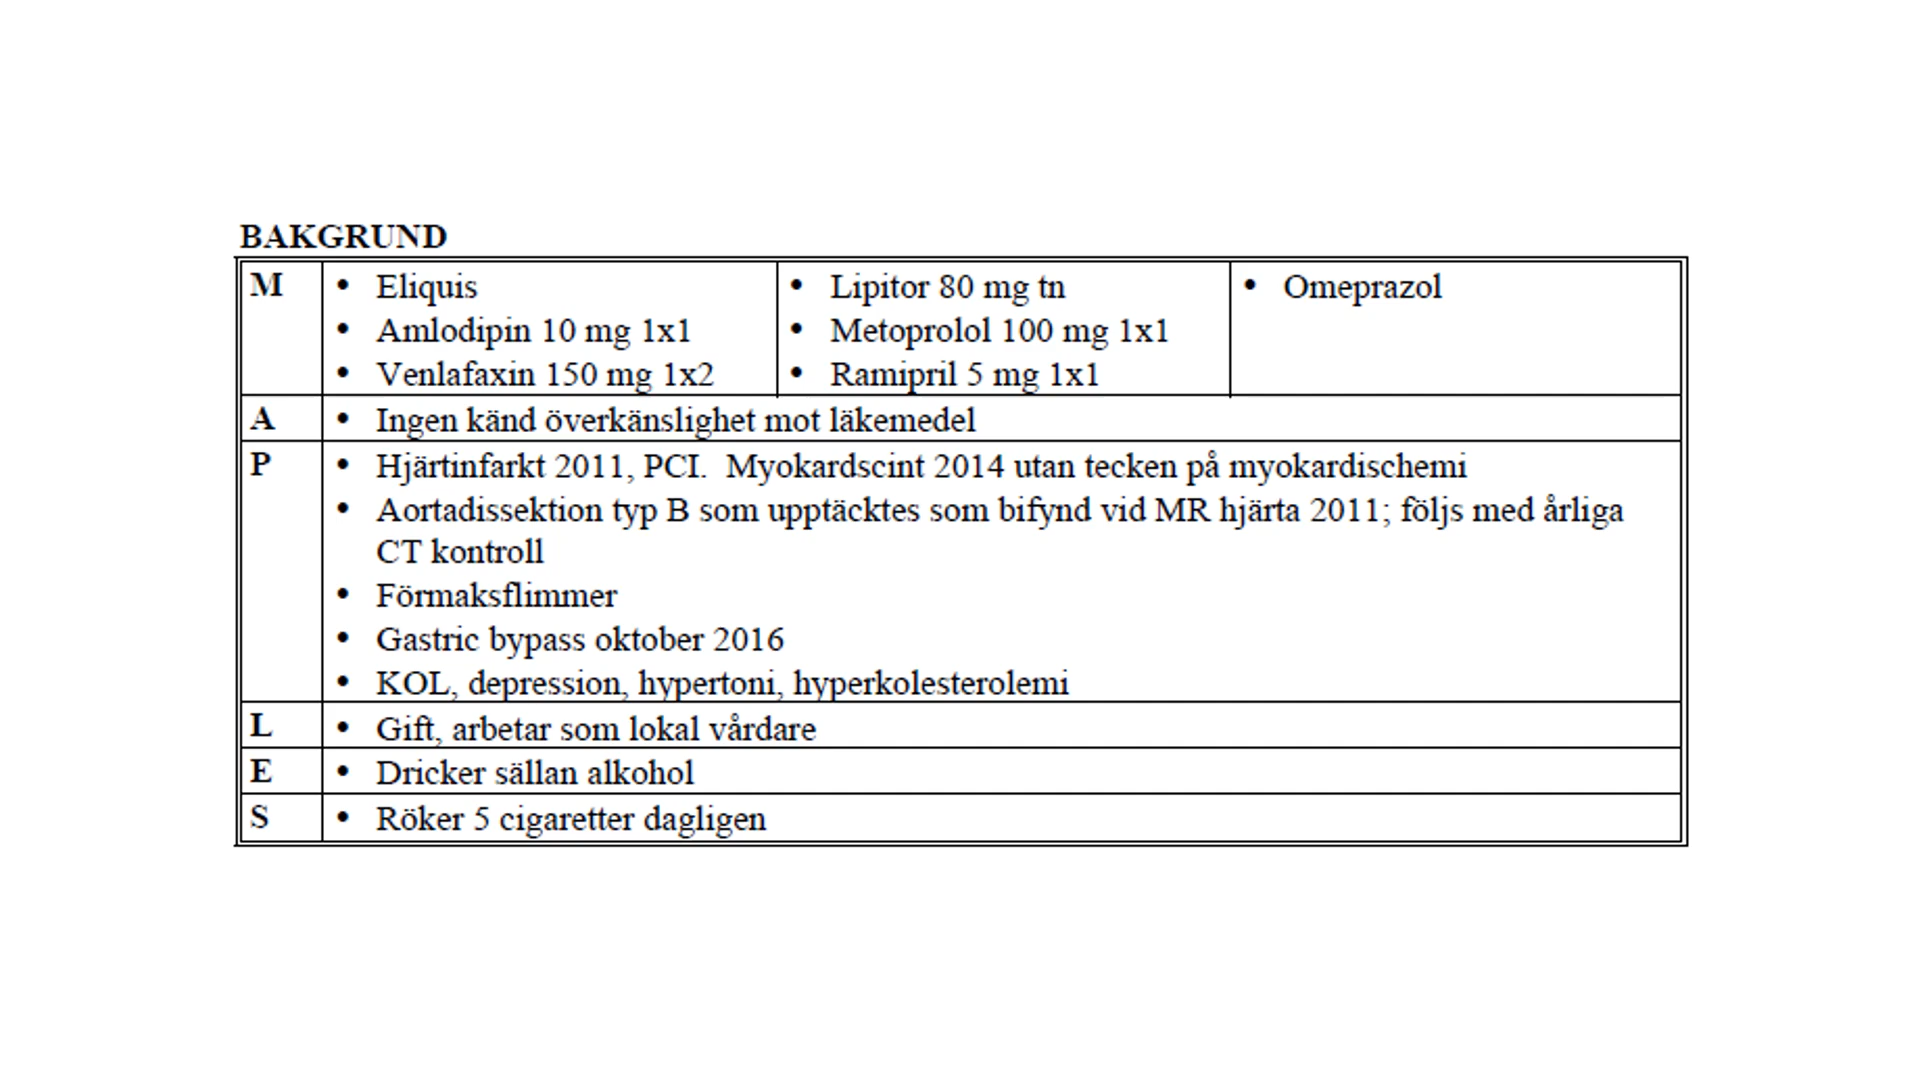 BAKGRUND
M
• Eliquis
• Amlodipin 10 mg 1x1
• Venlafaxin 150 mg 1x2
• Lipitor 80 mg tn
• Metoprolol 100 mg 1x1
• Ramipril 5 mg 1x1
• Omeprazol
A
• Ingen känd överkänslighet mot läkemedel
P
• Hjärtinfarkt 2011, PCI. Myokardscint 2014 utan tecken på myokardischemi
• Aortadissektion typ B som upptäcktes som bifynd vid MR hjärta 2011; följs med årliga
CT kontroll
• Förmaksflimmer
• Gastric bypass oktober 2016
• KOL, depression, hypertoni, hyperkolesterolemi
L
• Gift, arbetar som lokal vårdare
E
• Dricker sällan alkohol
S
• Röker 5 cigaretter dagligen